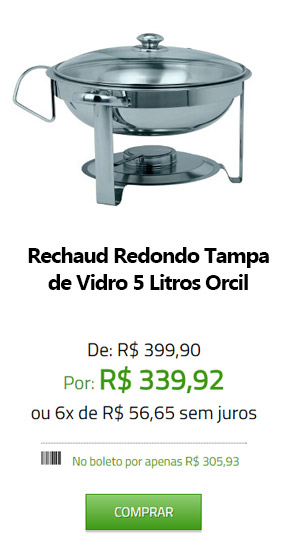 Rechaud Redondo Tampa
de Vidro 5 Litros Orcil
De: R$ 399,90
Por: R$ 339,92
ou 6x de R$ 56,65 sem juros
No boleto por apenas R$ 305,93
COMPRAR